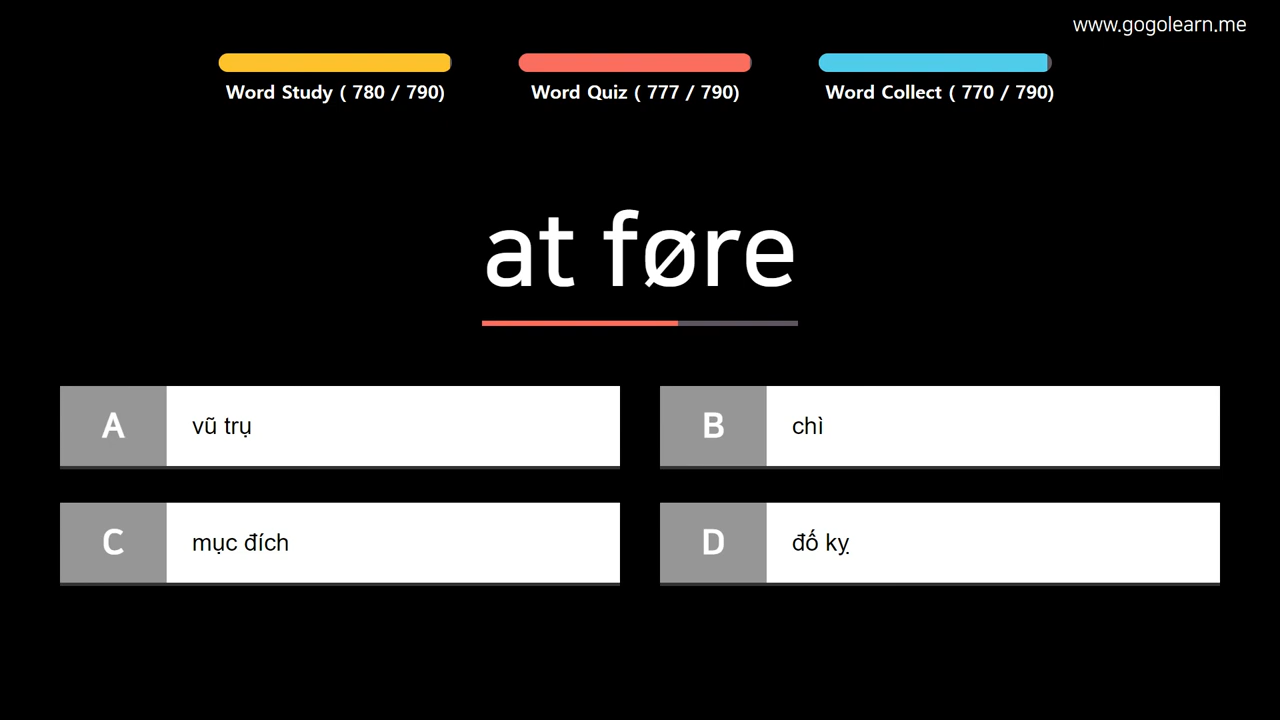 www.gogolearn.me
Word Study ( 780 / 790)
Word Quiz ( 777 / 790)
Word Collect ( 770 / 790)
at føre
A vũ trụ
B chì
C mục đích
D đố kỵ